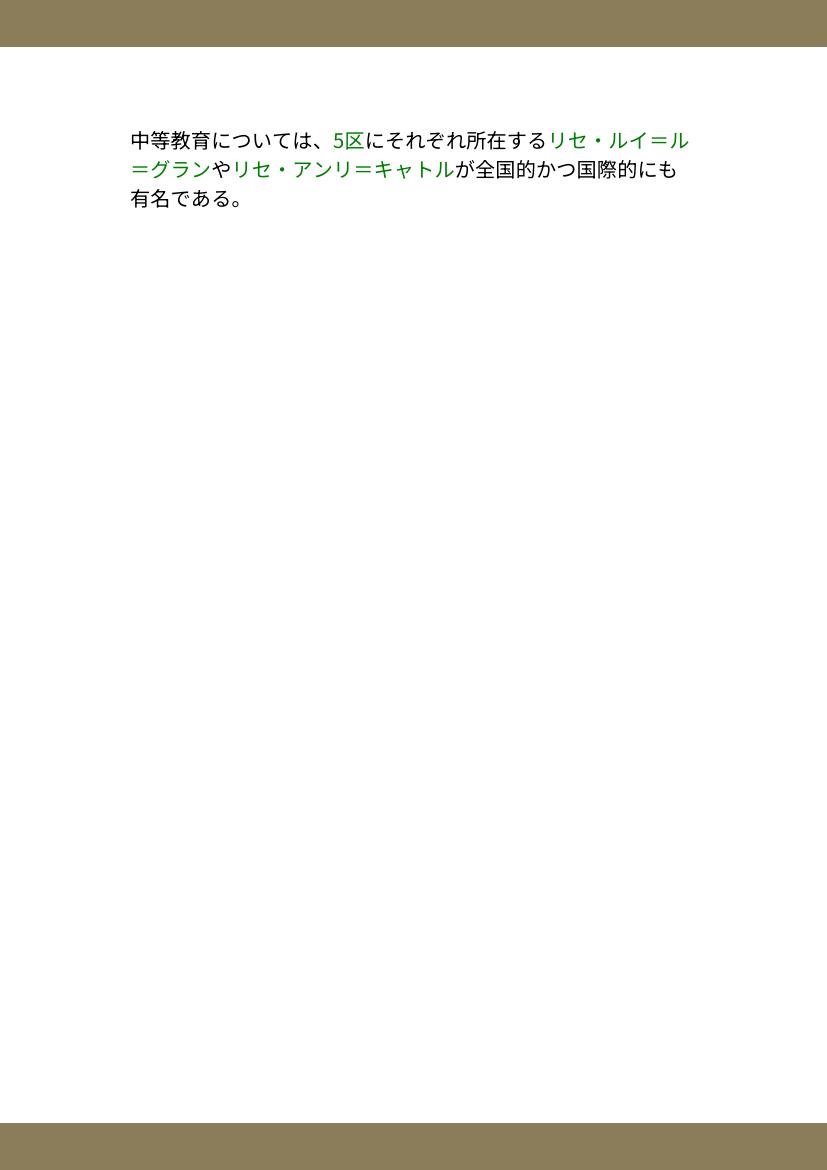 中等教育については、5区にそれぞれ所在するリセ・ルイ＝ル
＝グランやリセ・アンリ＝キャトルが全国的かつ国際的にも
有名である。